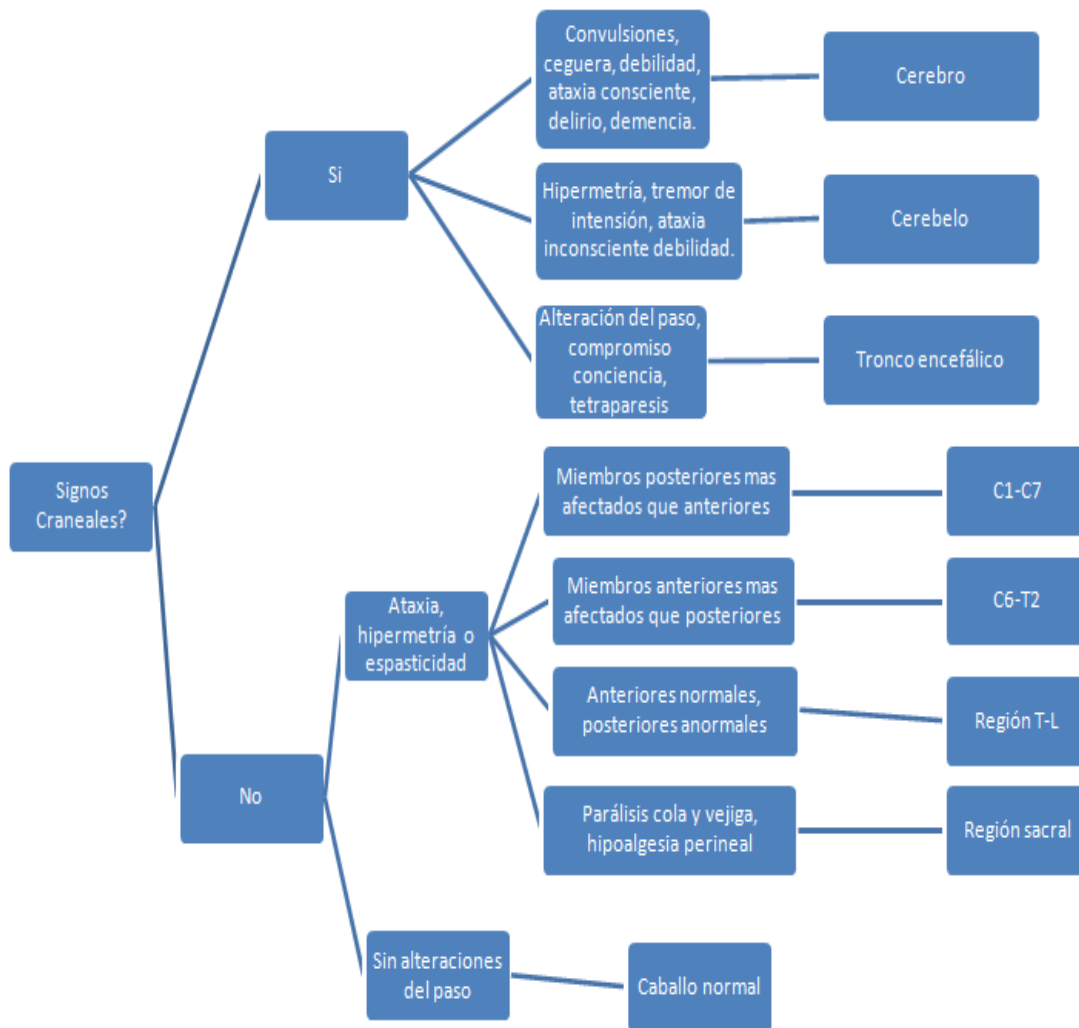 Signos
Craneales?
Si
Convulsiones,
ceguera, debilidad,
ataxia consciente,
delirio, demencia.
Cerebro
Hipermetría, tremor de
intensión, ataxia
inconsciente debilidad.
Cerebelo
Alteración del paso,
compromiso
conciencia,
tetraparesis
Tronco encefálico
No
Ataxia,
hipermetría o
espasticidad
Miembros posteriores mas
afectados que anteriores
C1-C7
Miembros anteriores mas
afectados que posteriores
C6-T2
Anteriores normales,
posteriores anormales
Región T-L
Parálisis cola y vejiga,
hipoalgesia perineal
Región sacral
Sin alteraciones
del paso
Caballo normal